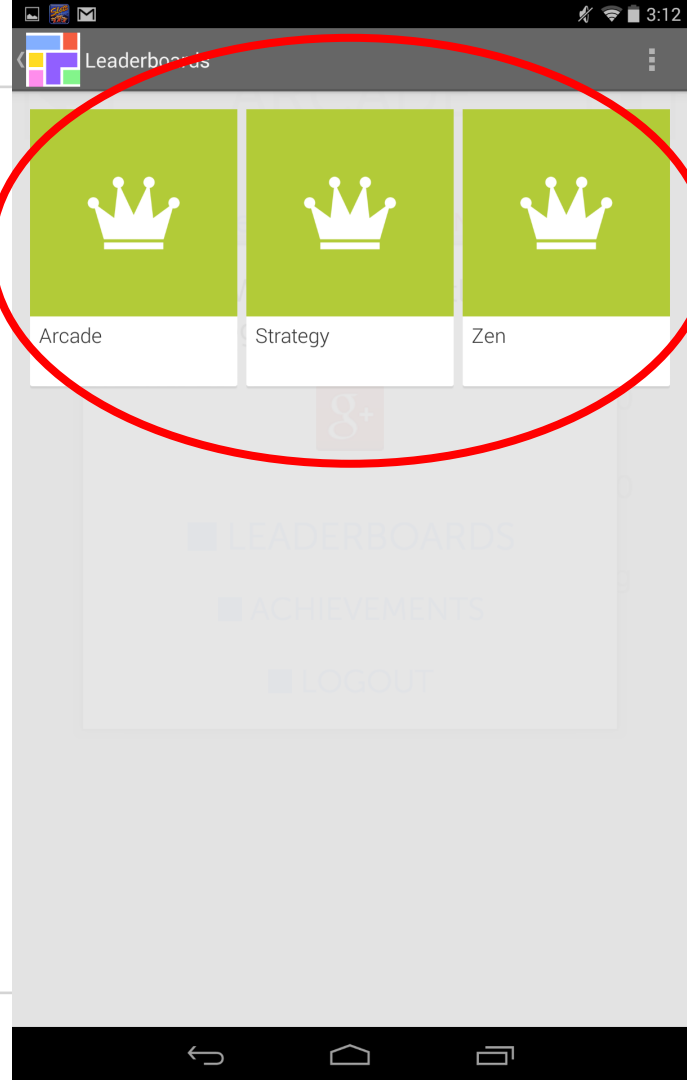 3:12
Leaderboards
Arcade
Strategy
Zen
g+
LEADERBOARDS
ACHIEVEMENTS
LOGOUT